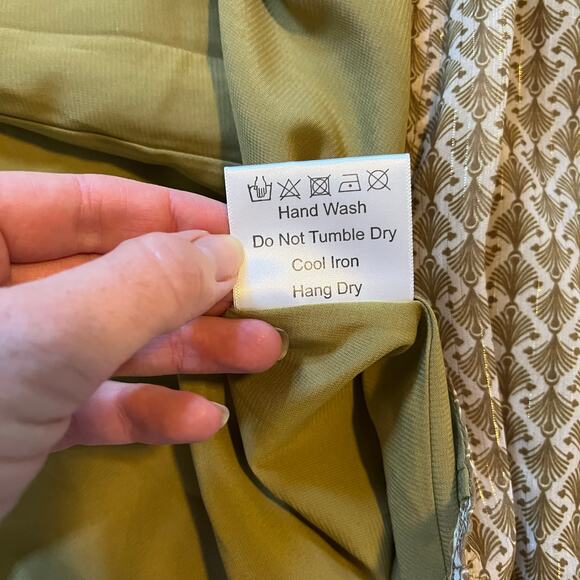 Hand Wash
Do Not Tumble Dry
Cool Iron
Hang Dry